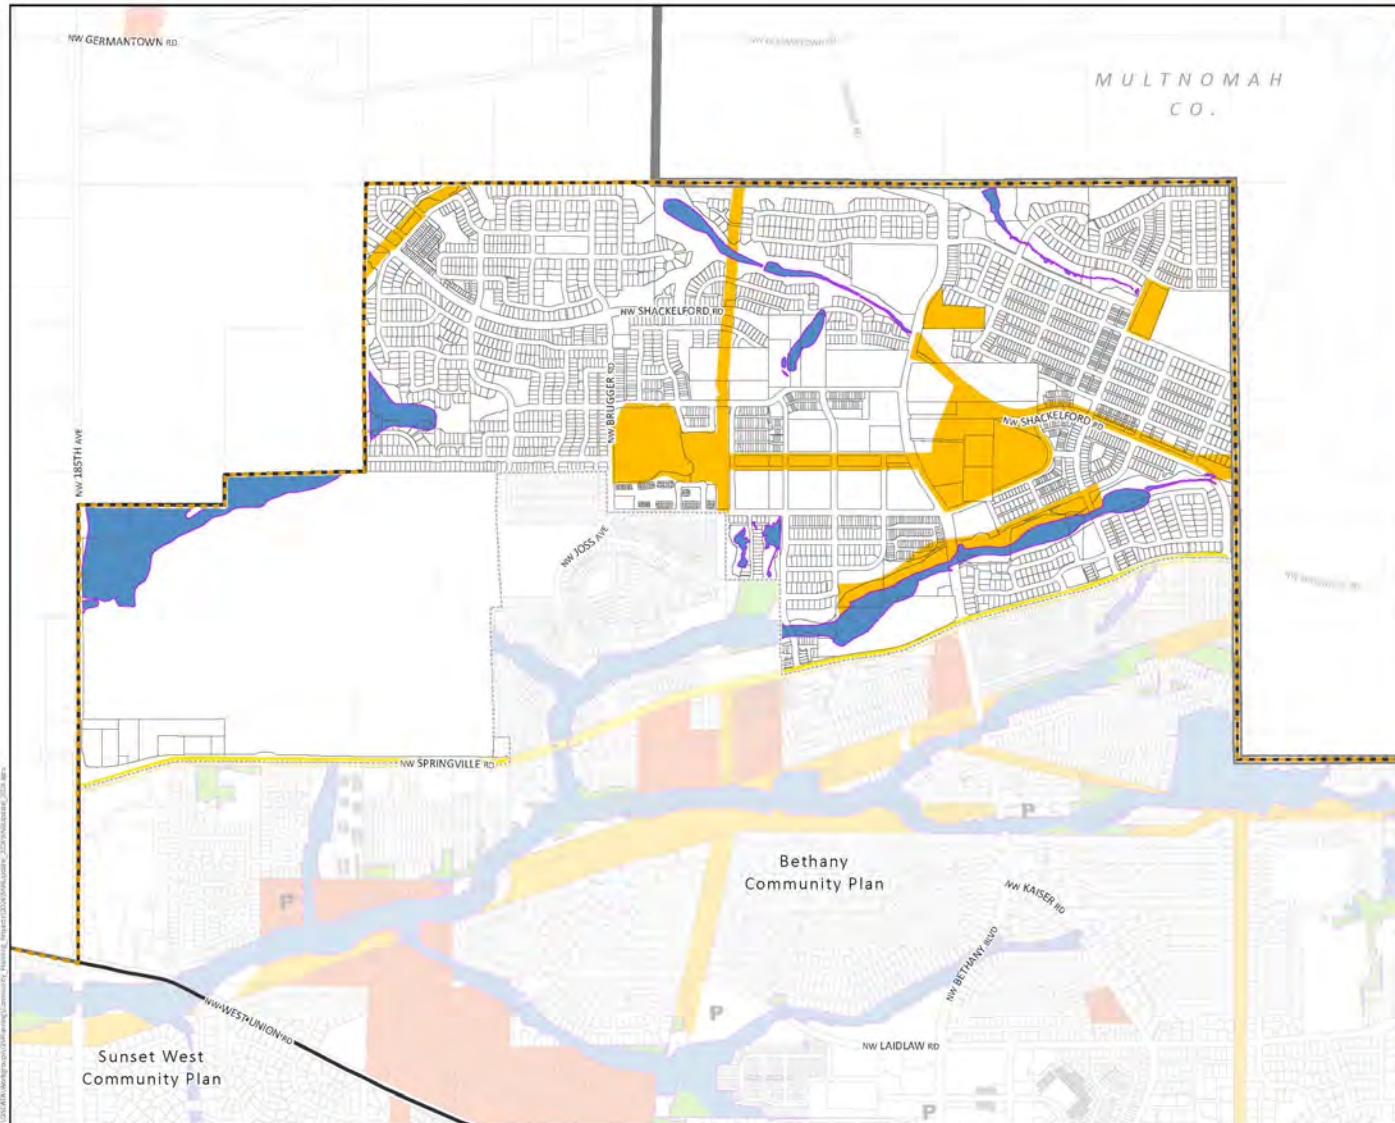 NW GERMANTOWN RD
MULTNOMAH
CO.
NW SHACKELFORD RD
NW BRUGGER RD
NW SHACKELFORD RD
NW 185TH AVE
NW JOSS AVE
NW SPRINGVILLE RD
P
Bethany
Community Plan
P
NW KAISER RD
NW BETHANY BLVD
NW WEST UNION RD
P
NW LAIDLAW RD
Sunset West
Community Plan
P